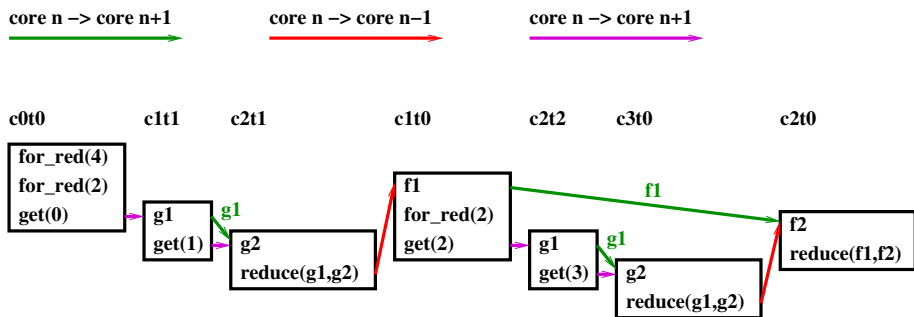 core n −> core n+1
core n −> core n−1
core n −> core n+1
c0t0
c1t1
c2t1
c1t0
c2t2
c3t0
c2t0
for_red(4)
for_red(2)
get(0)
g1
get(1)
g1
g2
reduce(g1,g2)
f1
for_red(2)
get(2)
f1
g1
get(3)
g1
g2
reduce(g1,g2)
f2
reduce(f1,f2)